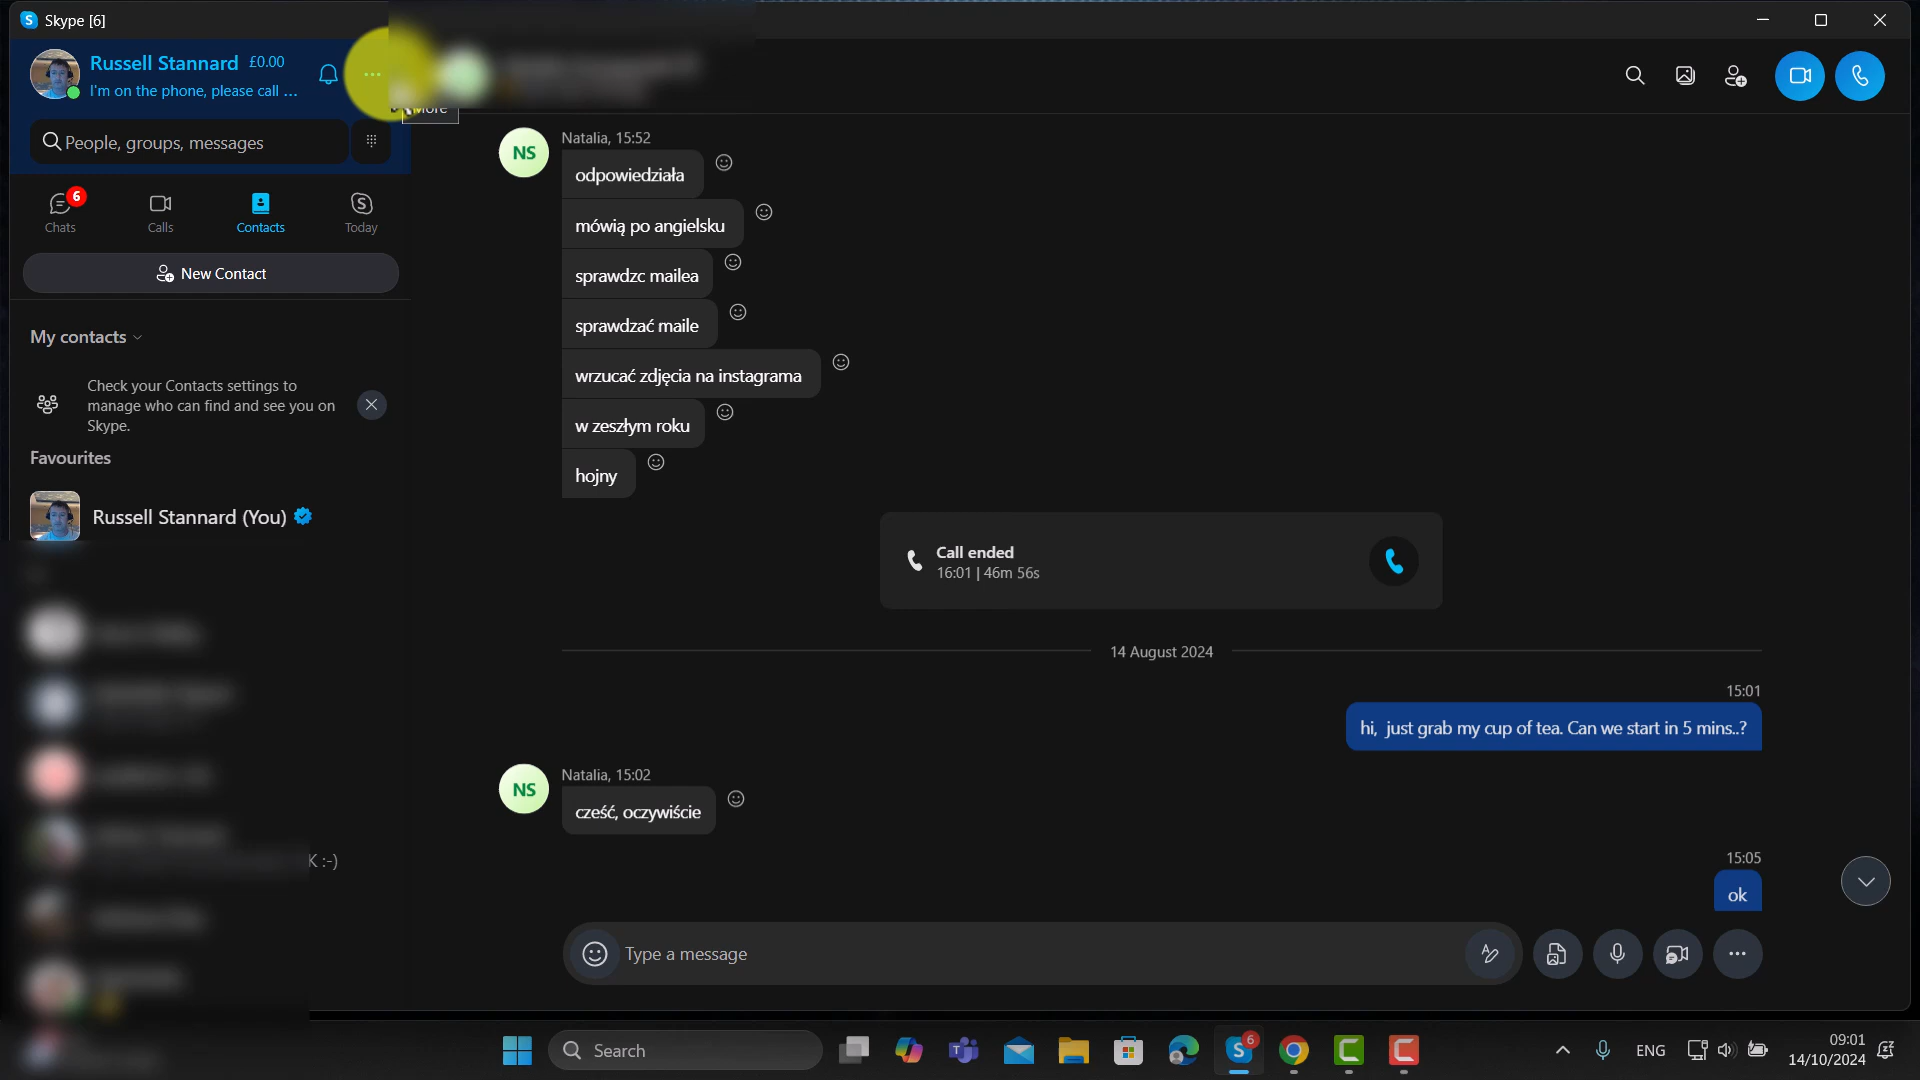 Skype [6]
Russell Stannard £0.00
I'm on the phone, please call ...
More
People, groups, messages
6
Chats
Calls
Contacts
Today
New Contact
My contacts
Check your Contacts settings to
manage who can find and see you on
Skype.
Favourites
Russell Stannard (You)
K :-)
Natalia, 15:52
NS
odpowiedziała
mówią po angielsku
sprawdzc mailea
sprawdzać maile
wrzucać zdjęcia na instagrama
w zeszłym roku
hojny
Call ended
16:01 | 46m 56s
14 August 2024
15:01
hi, just grab my cup of tea. Can we start in 5 mins..?
Natalia, 15:02
NS
cześć, oczywiście
15:05
ok
Type a message
Search
6
ENG
09:01
14/10/2024